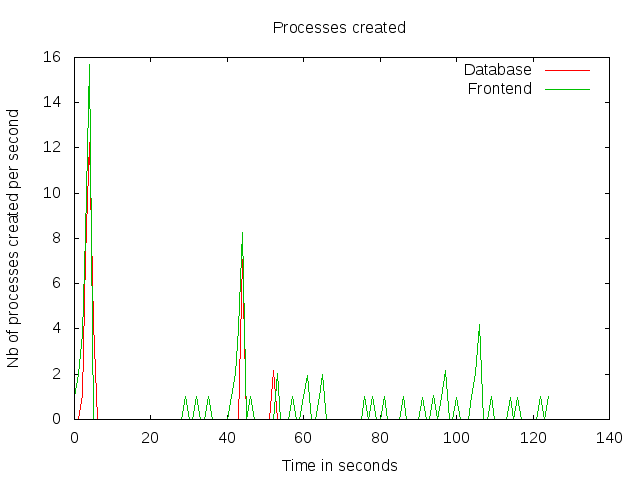 Processes created
Nb of processes created per second
16
14
12
10
8
6
4
2
0
Database
Frontend
0 20 40 60 80 100 120 140
Time in seconds